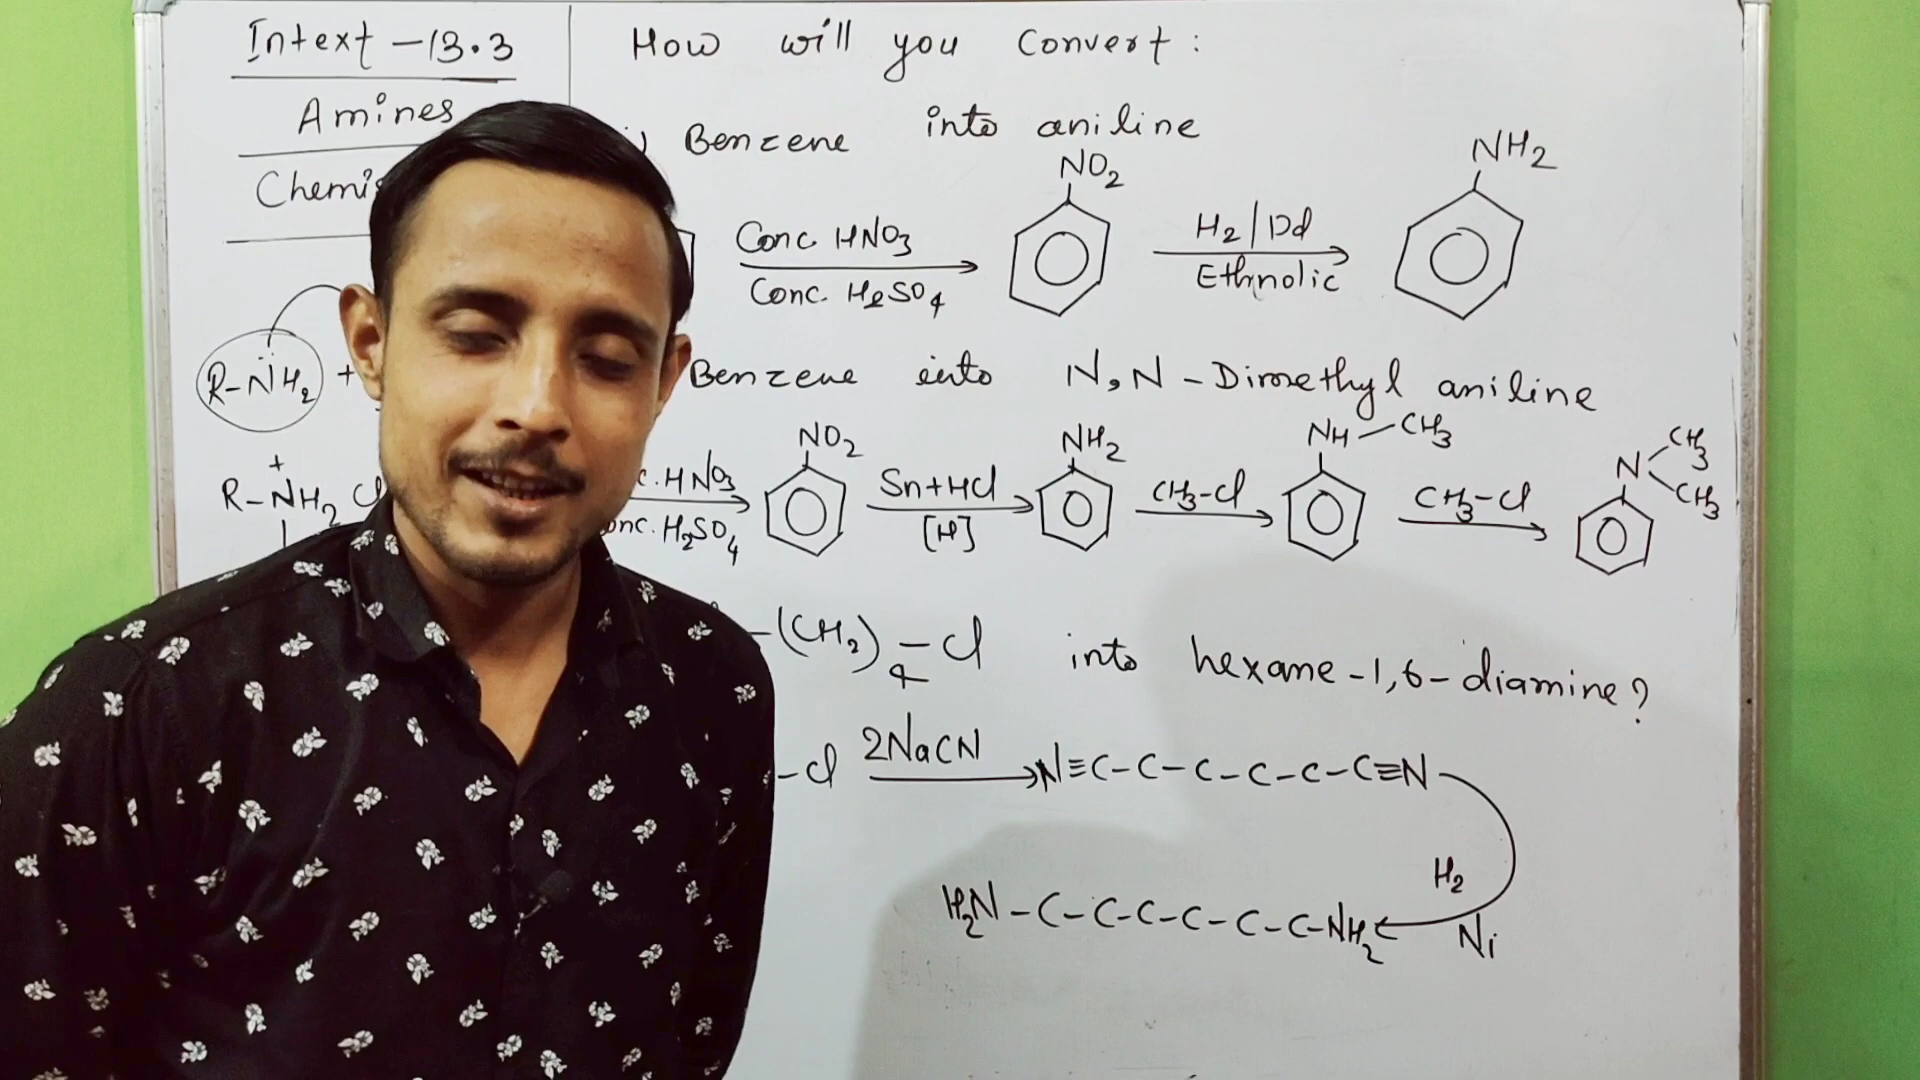 Intext - 13.3
Amines
Chemis
How will you Convert :
i) Benzene into aniline
Conc HNO3
Conc. H2SO4
NO2
H2/Pd
Ethnolic
NH2
R-NH2 +
Benzene into N,N - Dimethyl aniline
c. HNO3
onc. H2SO4
NO2
Sn+HCl
[H]
NH2
CH3-Cl
NH-CH3
CH3-Cl
N
CH3
CH3
+
R-NH2 Cl
-(CH2)4-Cl into hexane-1,6-diamine?
-Cl 2NaCN N≡C-C-C-C-C-C≡N
H2
Ni
H2N-C-C-C-C-C-C-NH2